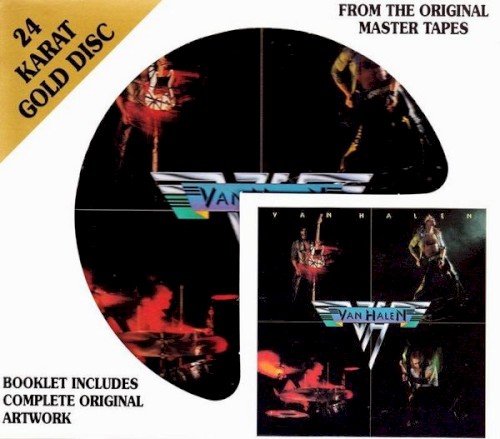 24
KARAT
GOLD DISC
FROM THE ORIGINAL
MASTER TAPES
VAN HALEN
VAN HALEN
VAN HALEN
BOOKLET INCLUDES
COMPLETE ORIGINAL
ARTWORK